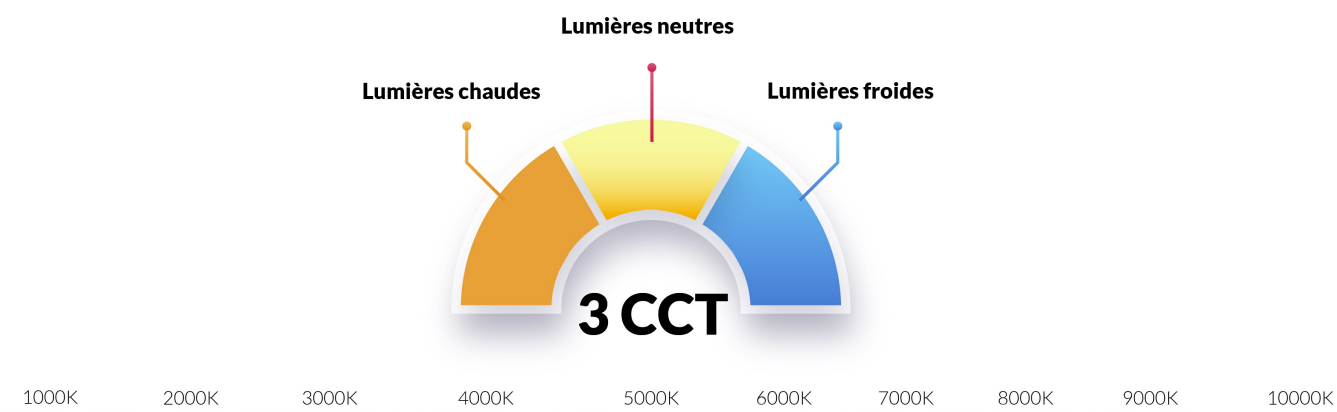 Lumières neutres
Lumières chaudes
Lumières froides
3 CCT
1000K 2000K 3000K 4000K 5000K 6000K 7000K 8000K 9000K 10000K